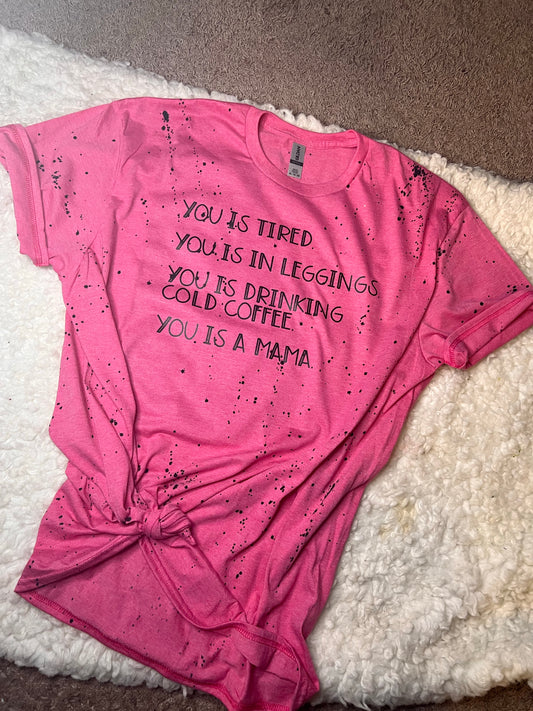 YOU IS TIRED.
YOU IS IN LEGGINGS.
YOU IS DRINKING
COLD COFFEE.
YOU IS A MAMA.